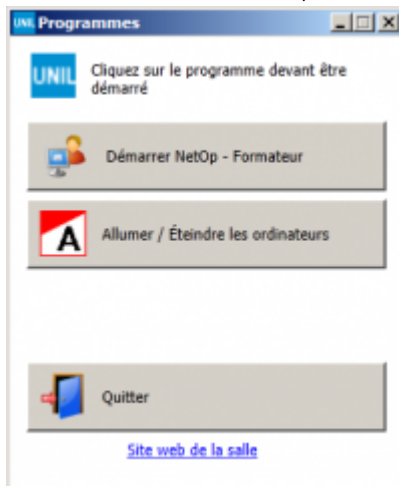 UNIL Programmes
UNIL
Cliquez sur le programme devant être
démarré
Démarrer NetOp - Formateur
A
Allumer / Éteindre les ordinateurs
Quitter
Site web de la salle